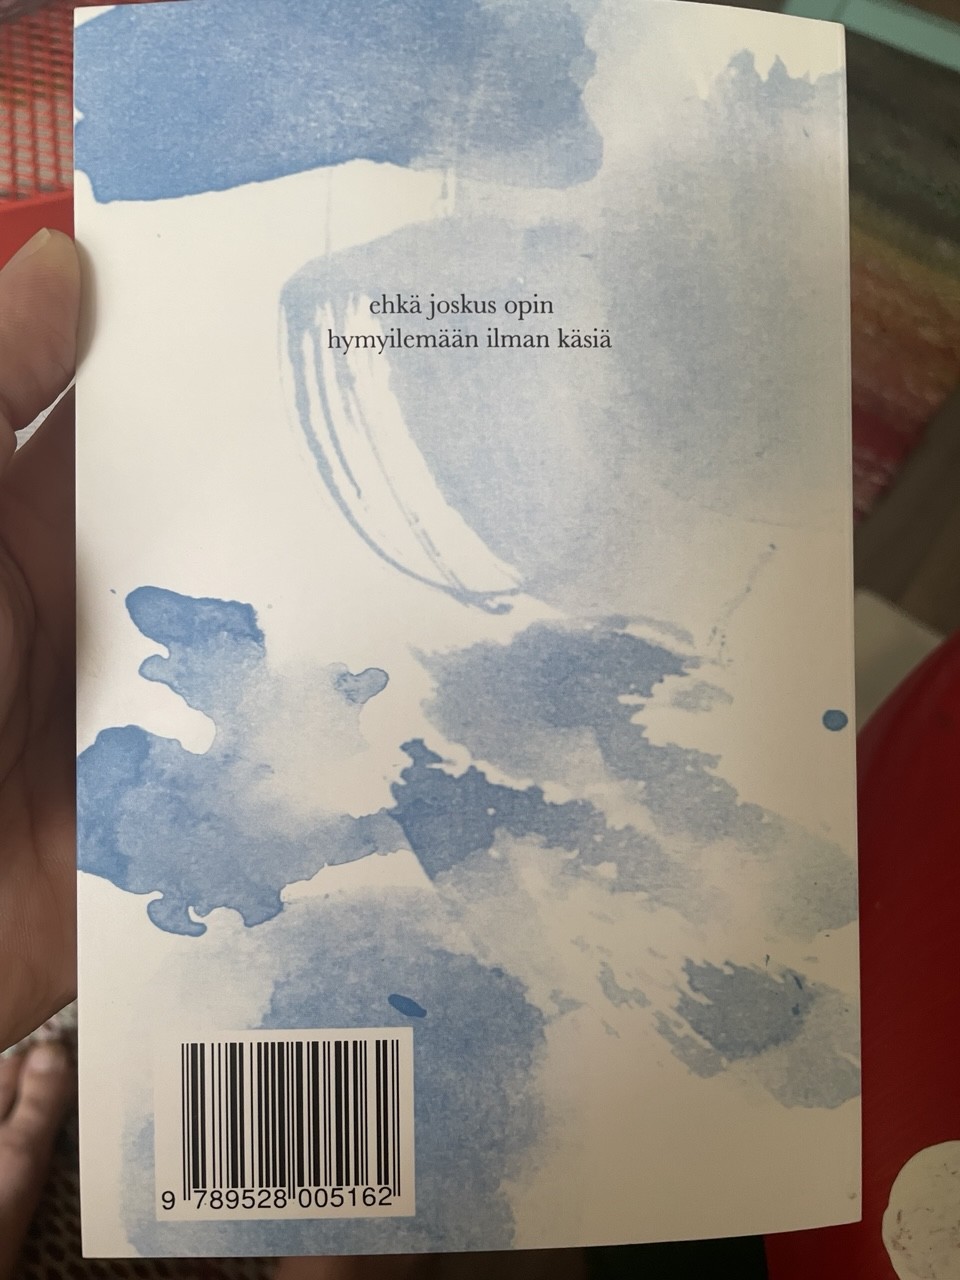 ehkä joskus opin
hymyilemään ilman käsiä
9 789528 005162